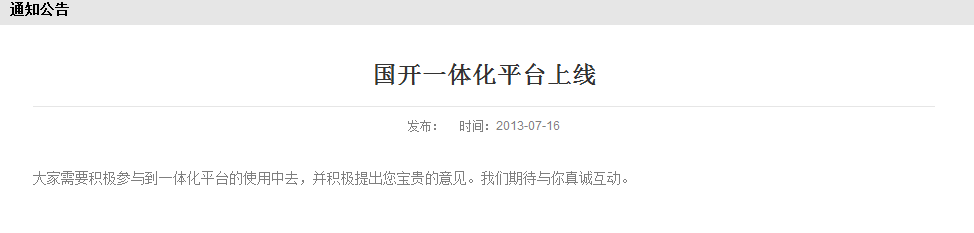 通知公告
国开一体化平台上线
发布： 时间：2013-07-16
大家需要积极参与到一体化平台的使用中去，并积极提出您宝贵的意见。我们期待与你真诚互动。